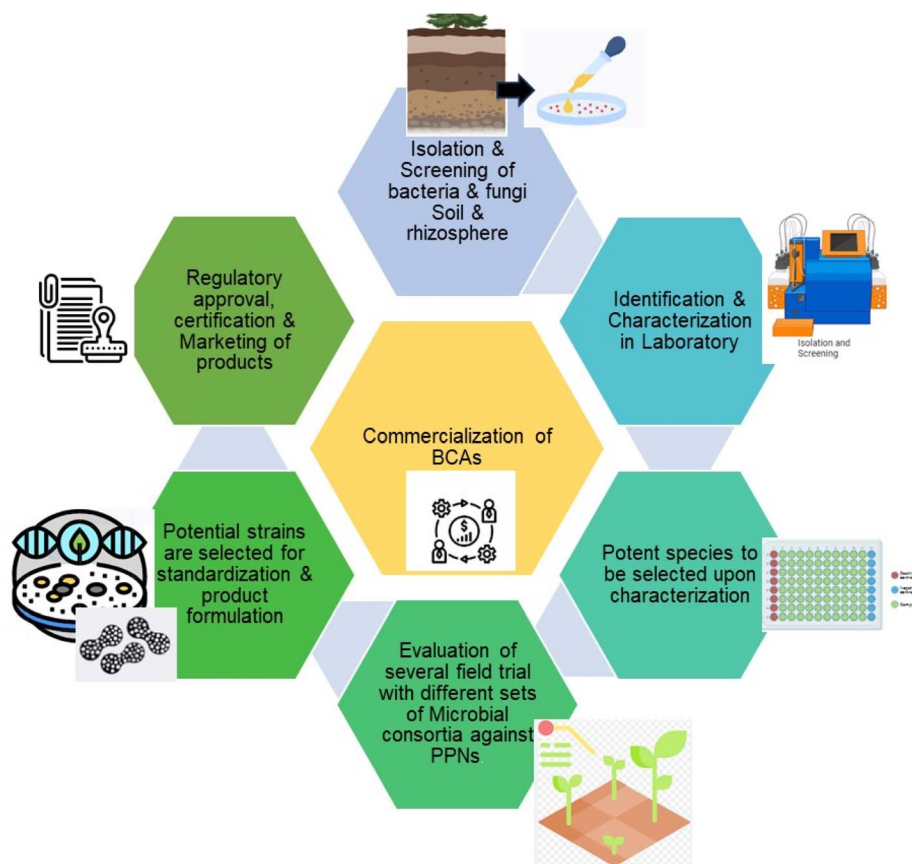 Isolation &
Screening of
bacteria & fungi
Soil &
rhizosphere
Identification &
Characterization
in Laboratory
Isolation and
Screening
Potent species to
be selected upon
characterization
Evaluation of
several field trial
with different sets
of Microbial
consortia against
PPNs.
Potential strains
are selected for
standardization &
product
formulation
Regulatory
approval,
certification &
Marketing of
products
Commercialization of
BCAs
$